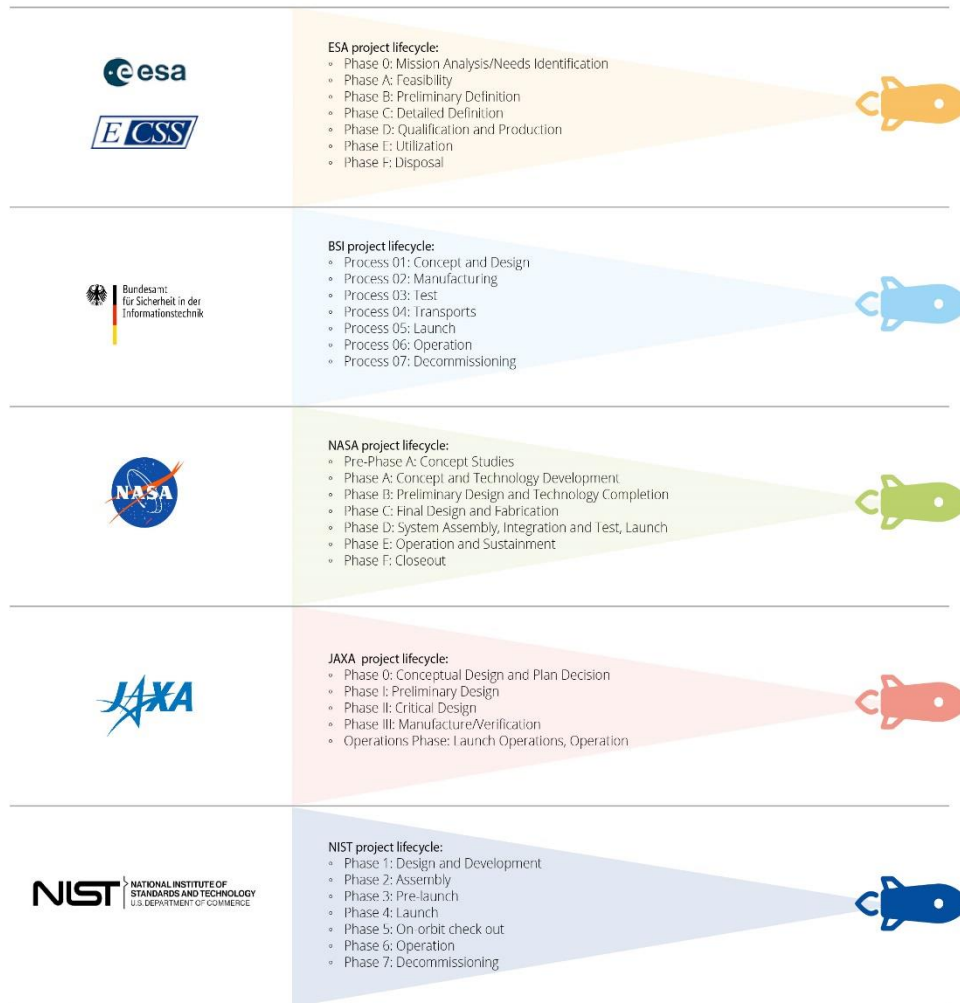 esa
ECSS
ESA project lifecycle:
◦ Phase 0: Mission Analysis/Needs Identification
◦ Phase A: Feasibility
◦ Phase B: Preliminary Definition
◦ Phase C: Detailed Definition
◦ Phase D: Qualification and Production
◦ Phase E: Utilization
◦ Phase F: Disposal
Bundesamt
für Sicherheit in der
Informationstechnik
BSI project lifecycle:
◦ Process 01: Concept and Design
◦ Process 02: Manufacturing
◦ Process 03: Test
◦ Process 04: Transports
◦ Process 05: Launch
◦ Process 06: Operation
◦ Process 07: Decommissioning
NASA
NASA project lifecycle:
◦ Pre-Phase A: Concept Studies
◦ Phase A: Concept and Technology Development
◦ Phase B: Preliminary Design and Technology Completion
◦ Phase C: Final Design and Fabrication
◦ Phase D: System Assembly, Integration and Test, Launch
◦ Phase E: Operation and Sustainment
◦ Phase F: Closeout
JAXA
JAXA project lifecycle:
◦ Phase 0: Conceptual Design and Plan Decision
◦ Phase I: Preliminary Design
◦ Phase II: Critical Design
◦ Phase III: Manufacture/Verification
◦ Operations Phase: Launch Operations, Operation
NIST
NATIONAL INSTITUTE OF
STANDARDS AND TECHNOLOGY
U.S. DEPARTMENT OF COMMERCE
NIST project lifecycle:
◦ Phase 1: Design and Development
◦ Phase 2: Assembly
◦ Phase 3: Pre-launch
◦ Phase 4: Launch
◦ Phase 5: On-orbit check out
◦ Phase 6: Operation
◦ Phase 7: Decommissioning